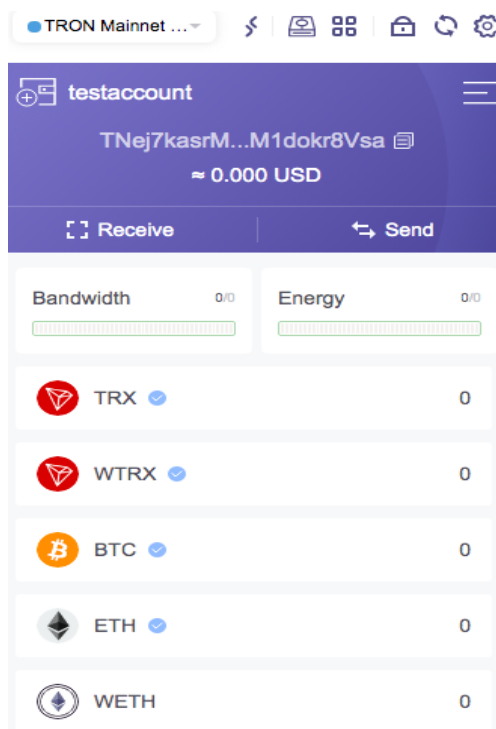 TRON Mainnet ...
testaccount
TNej7kasrM...M1dokr8Vsa
≈ 0.000 USD
Receive
Send
Bandwidth 0/0
Energy 0/0
TRX 0
WTRX 0
BTC 0
ETH 0
WETH 0